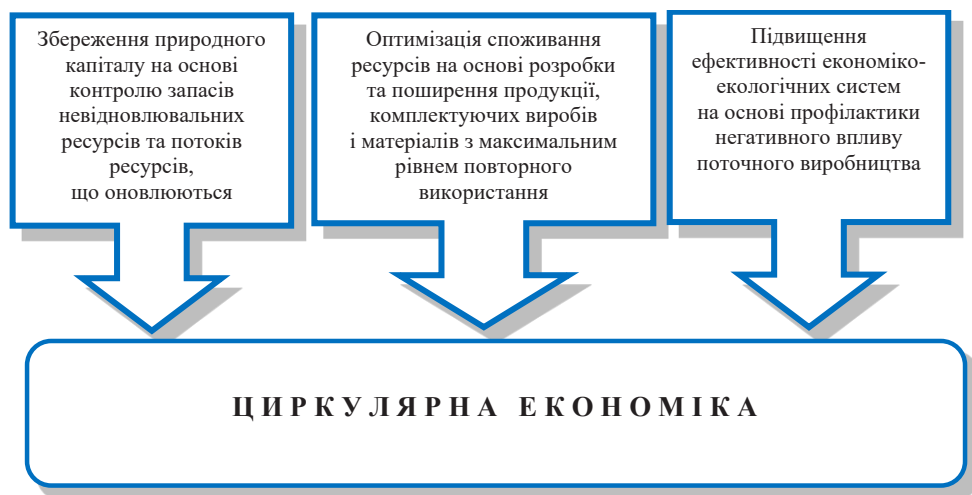 Збереження природного
капіталу на основі
контролю запасів
невідновлювальних
ресурсів та потоків
ресурсів,
що оновлюються
Оптимізація споживання
ресурсів на основі розробки
та поширення продукції,
комплектуючих виробів
і матеріалів з максимальним
рівнем повторного
використання
Підвищення
ефективності економіко-
екологічних систем
на основі профілактики
негативного впливу
поточного виробництва
ЦИРКУЛЯРНА ЕКОНОМІКА